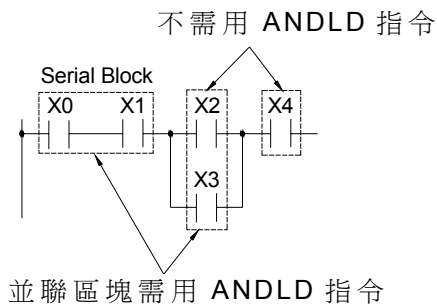 不需用 ANDLD 指令
Serial Block
X0 X1 X2 X4
X3
並聯區塊需用 ANDLD 指令